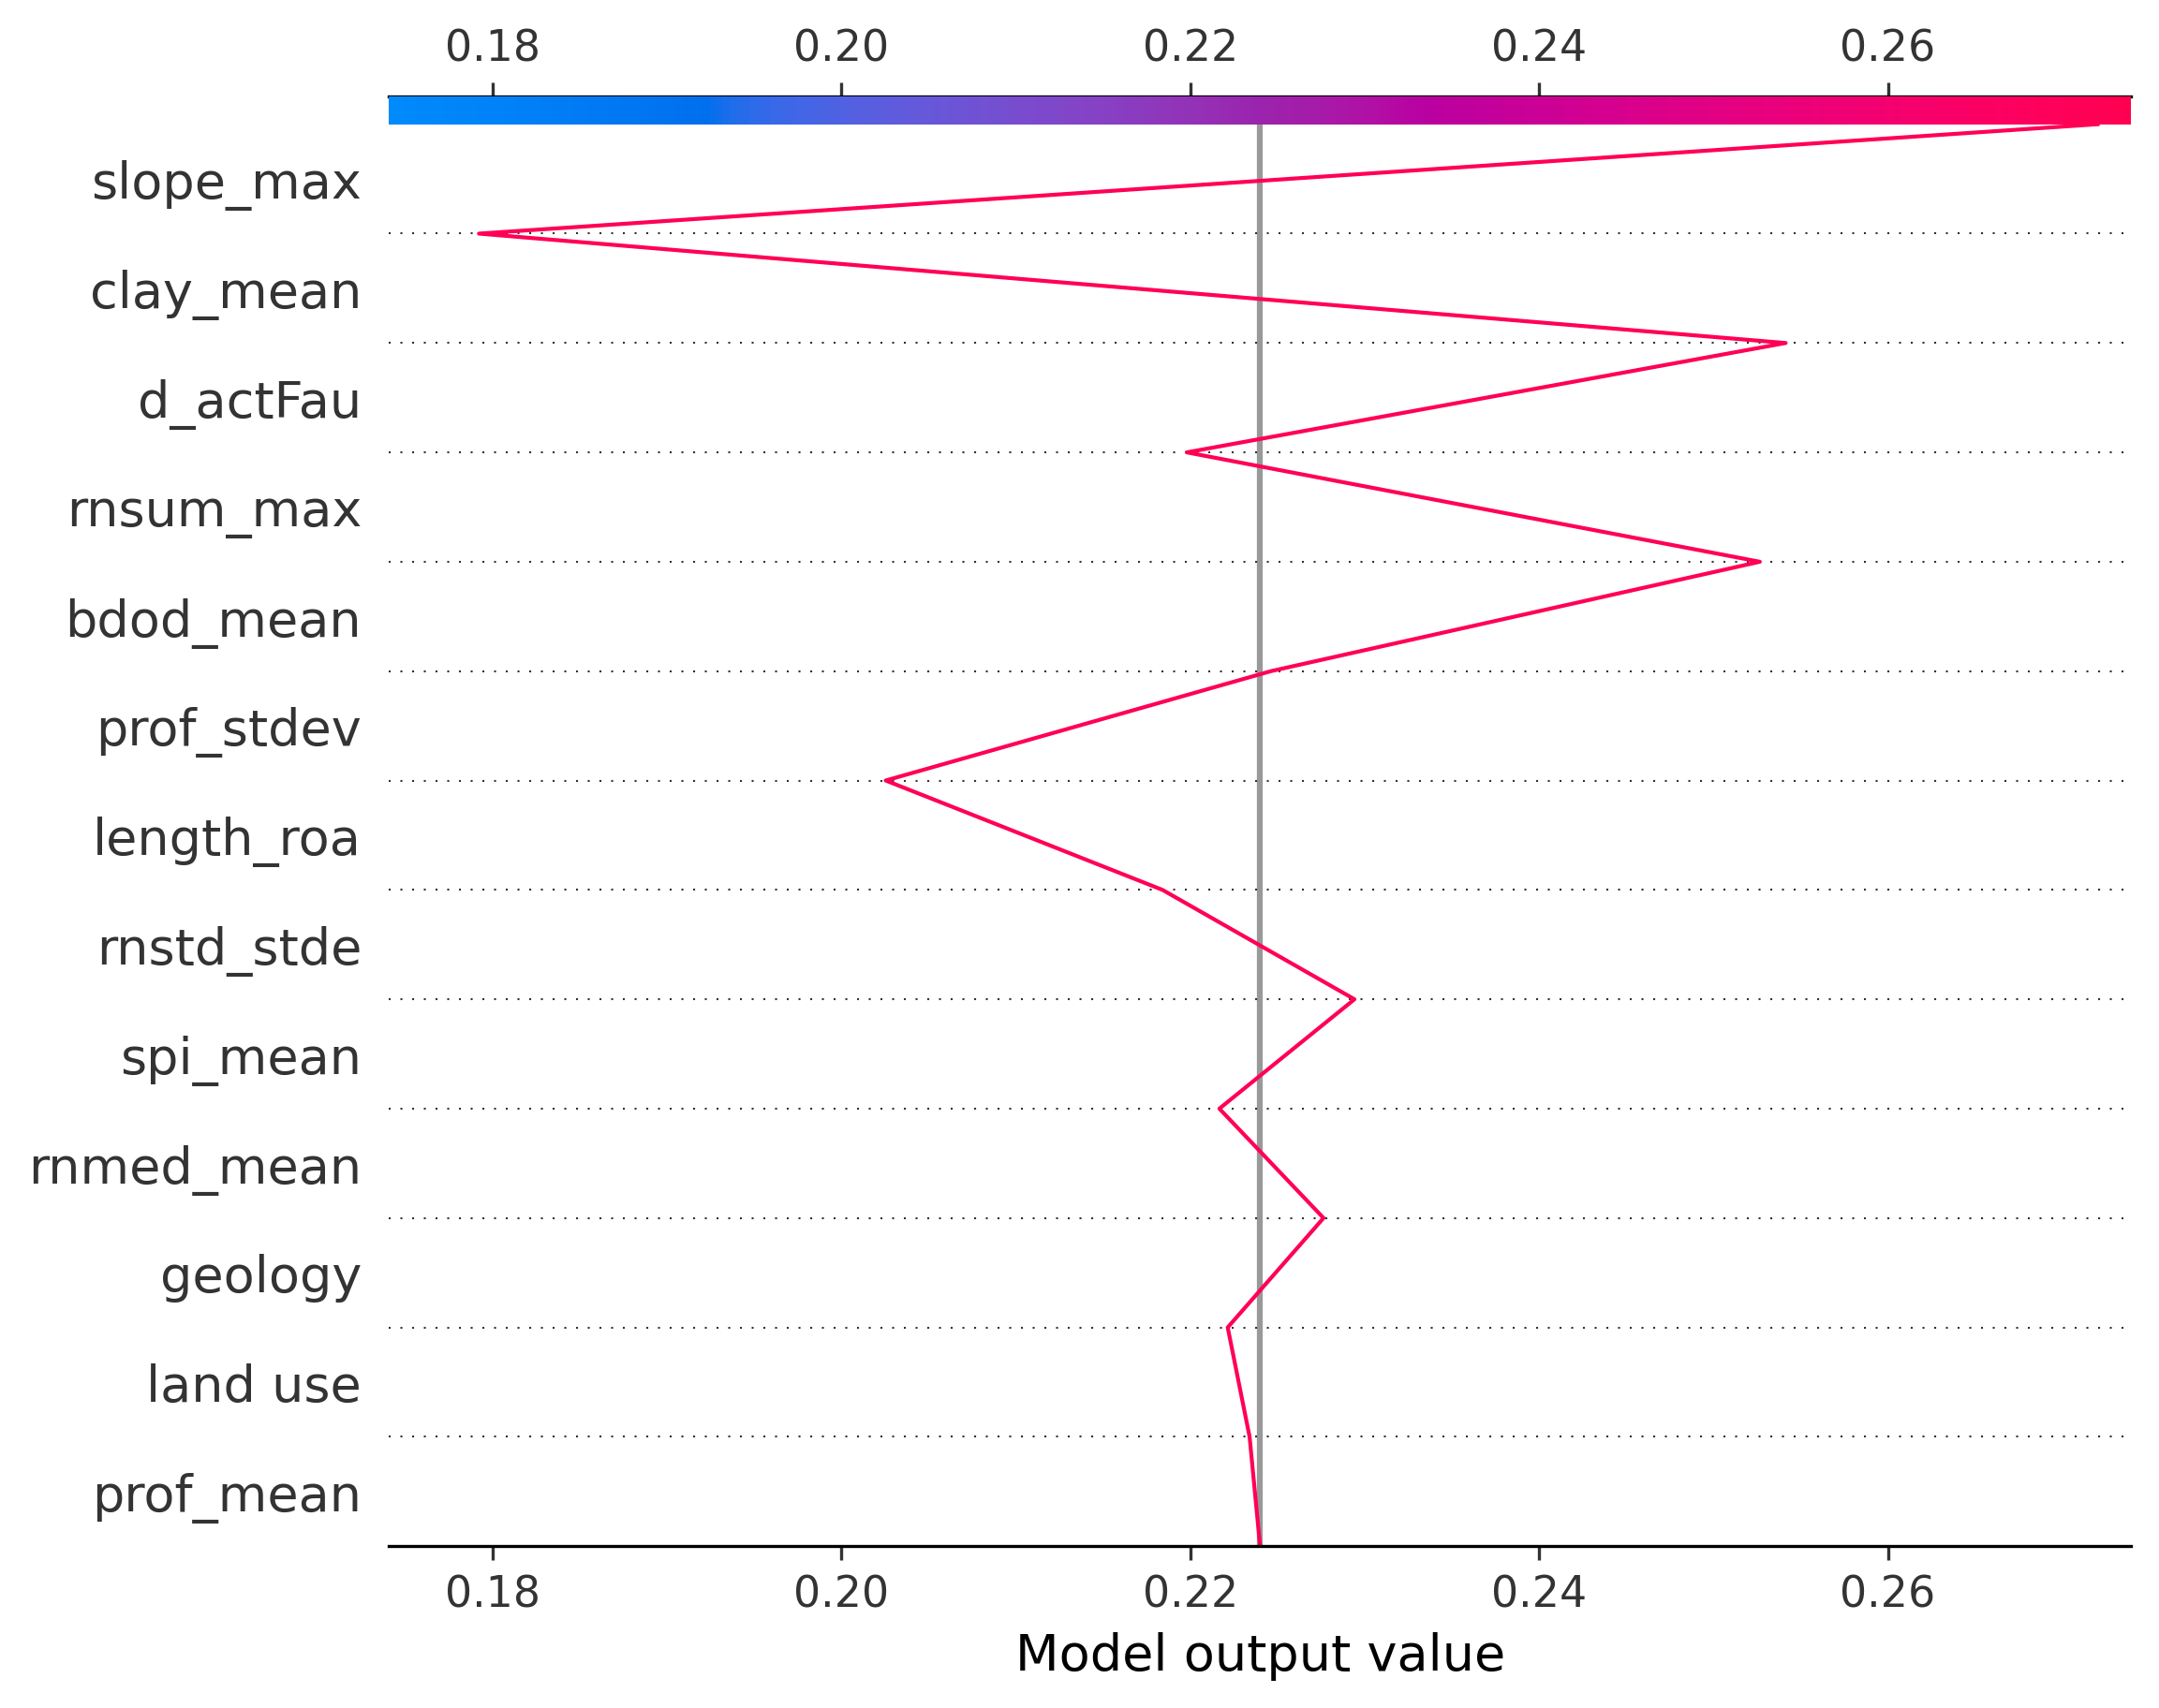 0.18 0.20 0.22 0.24 0.26
slope_max
clay_mean
d_actFau
rnsum_max
bdod_mean
prof_stdev
length_roa
rnstd_stde
spi_mean
rnmed_mean
geology
land use
prof_mean
0.18 0.20 0.22 0.24 0.26
Model output value